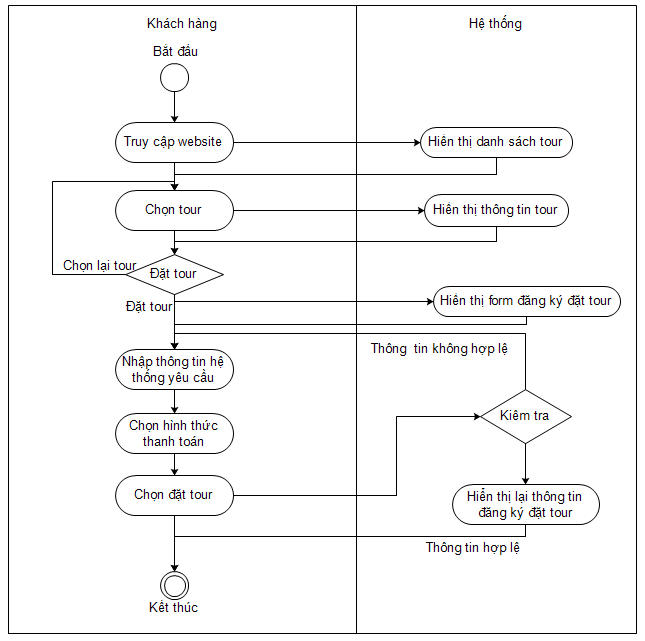 Khách hàng
Hệ thống
Bắt đầu
Truy cập website
Hiển thị danh sách tour
Chọn tour
Hiển thị thông tin tour
Chọn lại tour
Đặt tour
Đặt tour
Hiển thị form đăng ký đặt tour
Thông tin không hợp lệ
Nhập thông tin hệ
thống yêu cầu
Chọn hình thức
thanh toán
Kiểm tra
Chọn đặt tour
Hiển thị lại thông tin
đăng ký đặt tour
Thông tin hợp lệ
Kết thúc